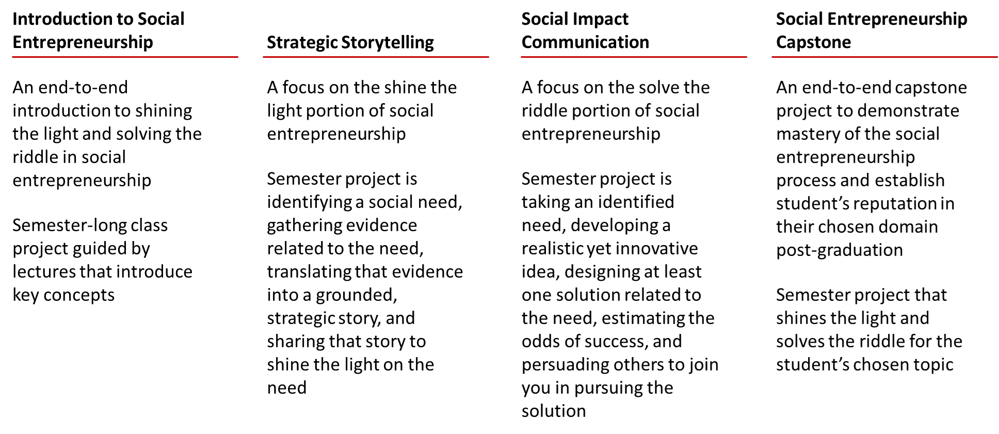 Introduction to Social
Entrepreneurship
An end-to-end
introduction to shining
the light and solving the
riddle in social
entrepreneurship
Semester-long class
project guided by
lectures that introduce
key concepts
Strategic Storytelling
A focus on the shine the
light portion of social
entrepreneurship
Semester project is
identifying a social need,
gathering evidence
related to the need,
translating that evidence
into a grounded,
strategic story, and
sharing that story to
shine the light on the
need
Social Impact
Communication
A focus on the solve the
riddle portion of social
entrepreneurship
Semester project is
taking an identified
need, developing a
realistic yet innovative
idea, designing at least
one solution related to
the need, estimating the
odds of success, and
persuading others to join
you in pursuing the
solution
Social Entrepreneurship
Capstone
An end-to-end capstone
project to demonstrate
mastery of the social
entrepreneurship
process and establish
student’s reputation in
their chosen domain
post-graduation
Semester project that
shines the light and
solves the riddle for the
student’s chosen topic